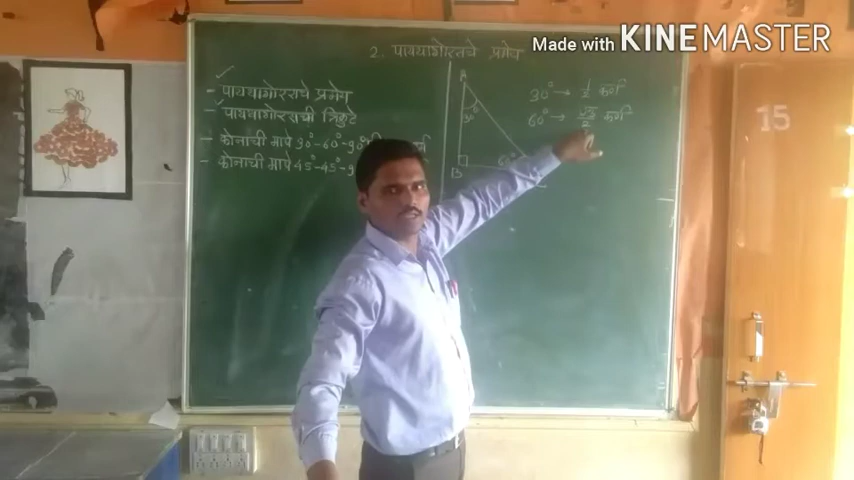 Made with KINEMASTER
2. पायथागोरसचे प्रमेय
- पायथागोरसचे प्रमेय
- पायथागोरसची त्रिकुटे
- कोनाची मापे 30°-60°-90°
- कोनाची मापे 45°-45°-9
A
30°
B
60°
30° → 1/2 कर्ण
60° → √3/2 कर्ण
15